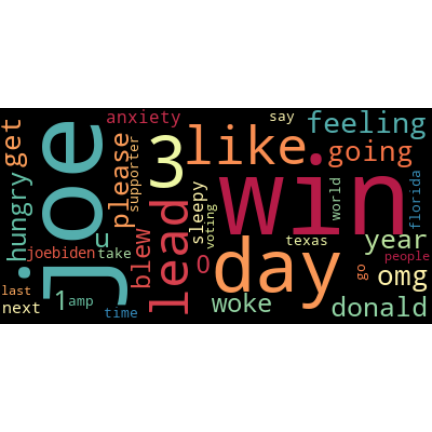 anxiety
say
feeling
get
please
supporter
3
like
going
joe
win
hungry
sleepy
voting
world
florida
u
joebiden
take
blew
lead
0
day
texas
year
people
go
omg
last
next
1
amp
time
woke
donald